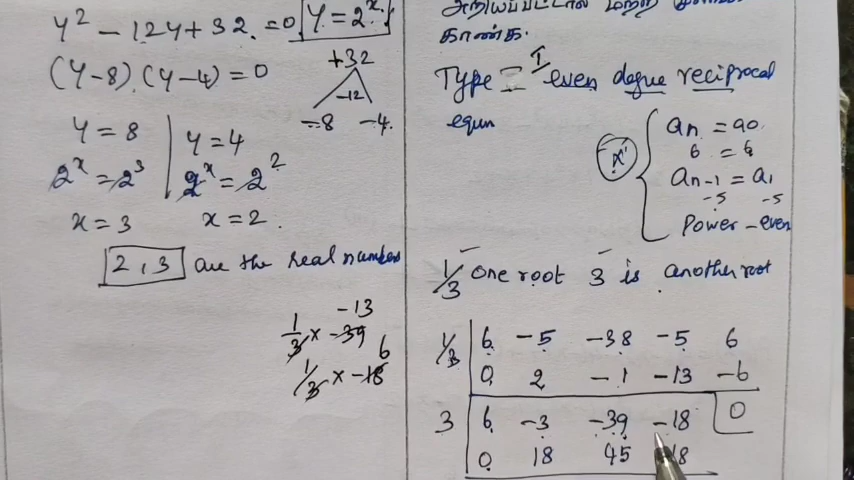 y² - 12y + 32 = 0 y = 2ˣ
(y-8) (y-4) = 0
+32
-12
-8 -4
y = 8 y = 4
2ˣ = 2³ 2ˣ = 2²
x = 3 x = 2
2, 3 are the real numbers
-13
1/3 x -39
6
1/3 x -18
காண்க.
Type I even degree reciprocal
equn
an = a0
6 = 6
an-1 = a1
-5 -5
Power - even
1/3 one root 3 is another root
1/3 6 -5 -38 -5 6
0 2 -1 -13 -6
3 6 -3 -39 -18 0
0 18 45 18